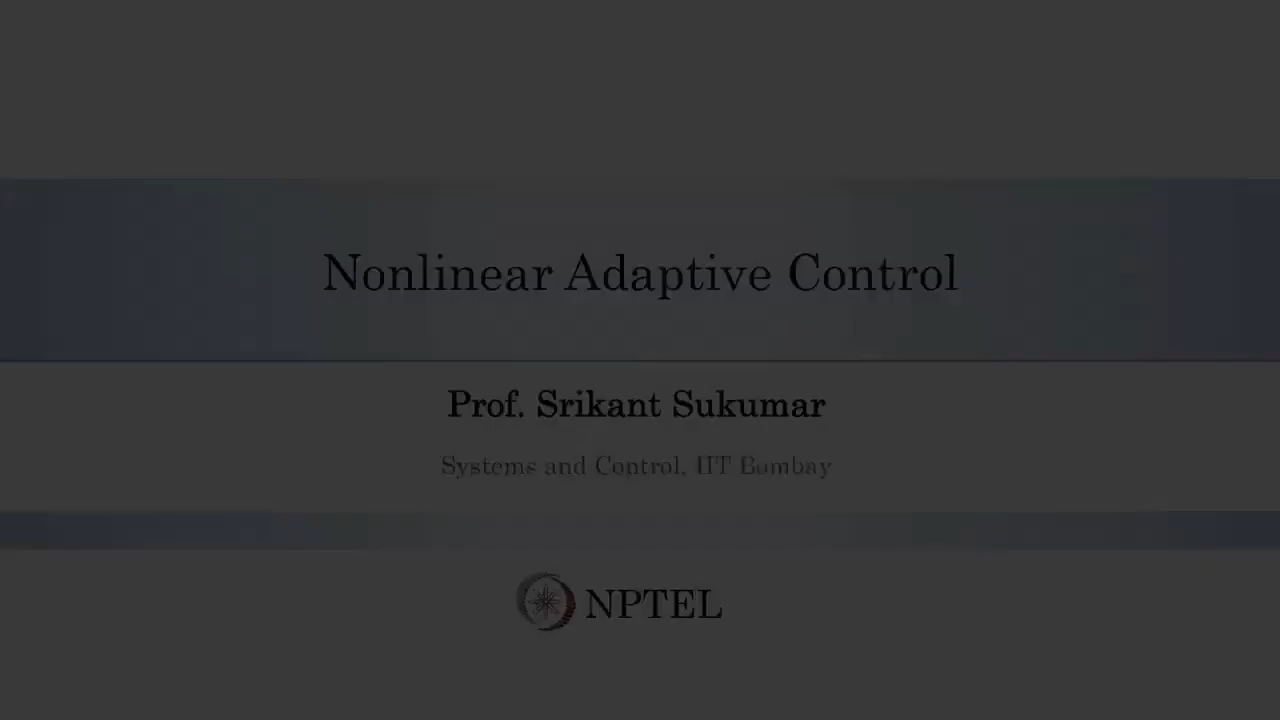 Nonlinear Adaptive Control
Prof. Srikant Sukumar
Systems and Control, IIT Bombay
NPTEL